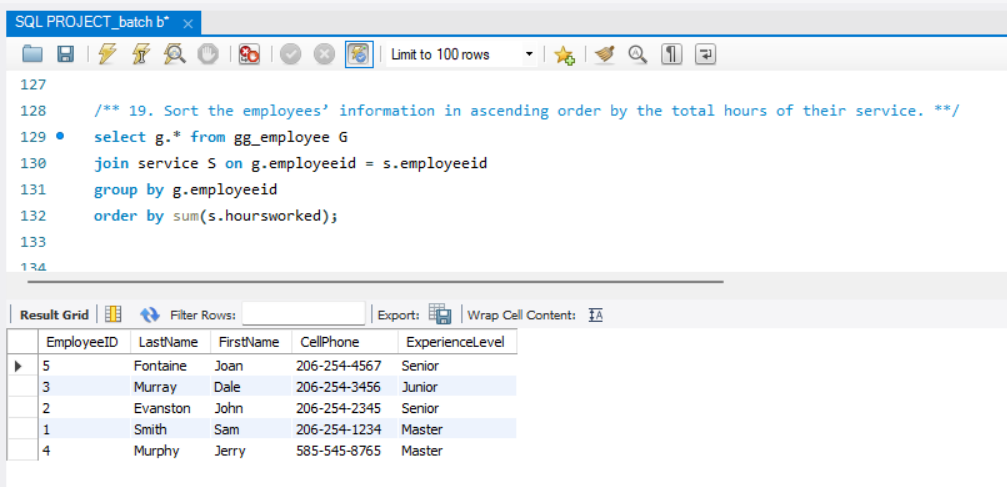 SQL PROJECT_batch b* ×
Limit to 100 rows
127
128 /** 19. Sort the employees’ information in ascending order by the total hours of their service. **/
129 select g.* from gg_employee G
130 join service S on g.employeeid = s.employeeid
131 group by g.employeeid
132 order by sum(s.hoursworked);
133
134
Result Grid Filter Rows: Export: Wrap Cell Content: IA
EmployeeID LastName FirstName CellPhone ExperienceLevel
5 Fontaine Joan 206-254-4567 Senior
3 Murray Dale 206-254-3456 Junior
2 Evanston John 206-254-2345 Senior
1 Smith Sam 206-254-1234 Master
4 Murphy Jerry 585-545-8765 Master